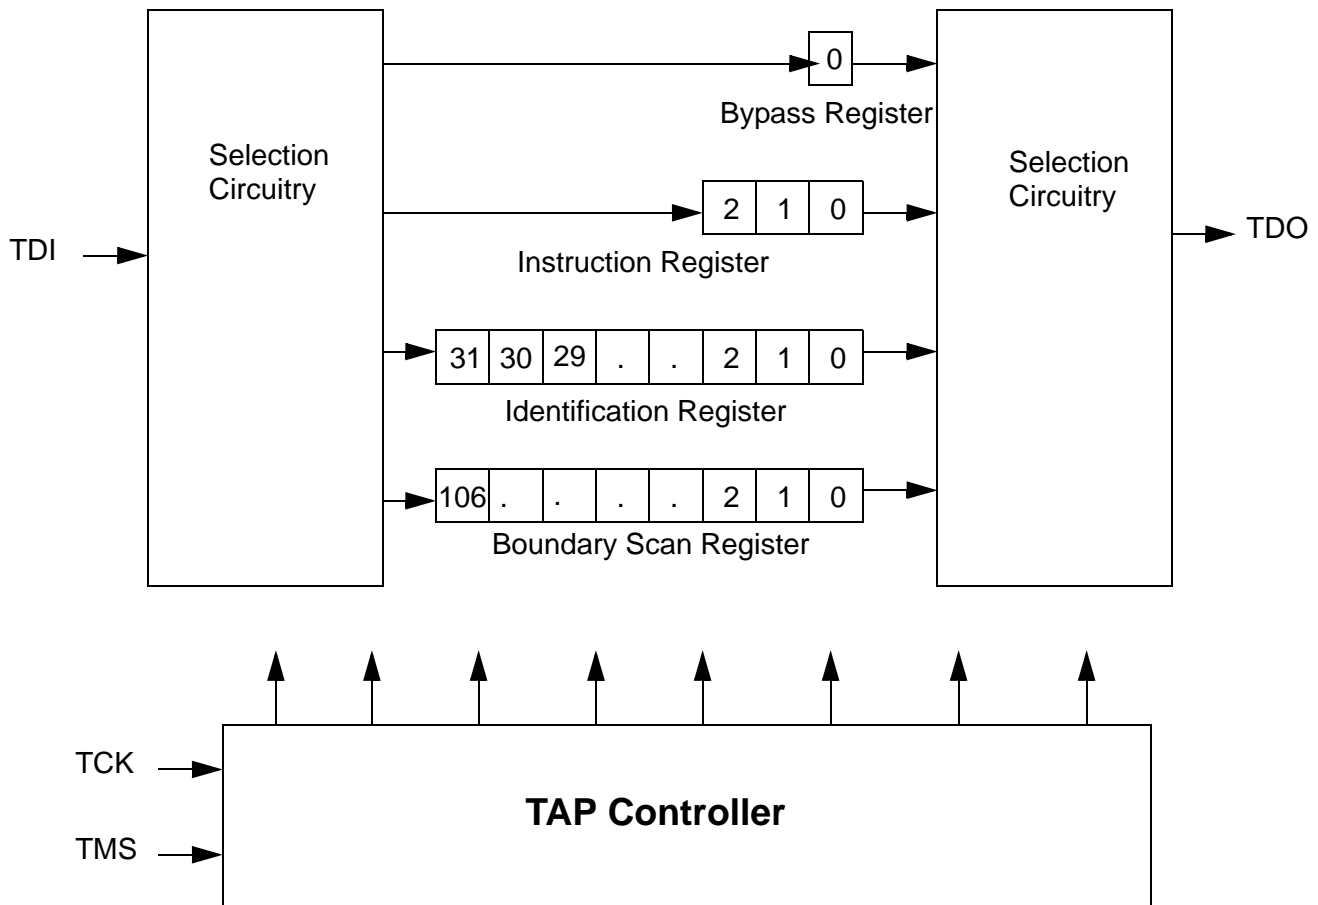 0
Bypass Register
Selection
Circuitry
Selection
Circuitry
2 1 0
TDI
TDO
Instruction Register
31 30 29 . . 2 1 0
Identification Register
106 . . . . 2 1 0
Boundary Scan Register
TCK
TAP Controller
TMS